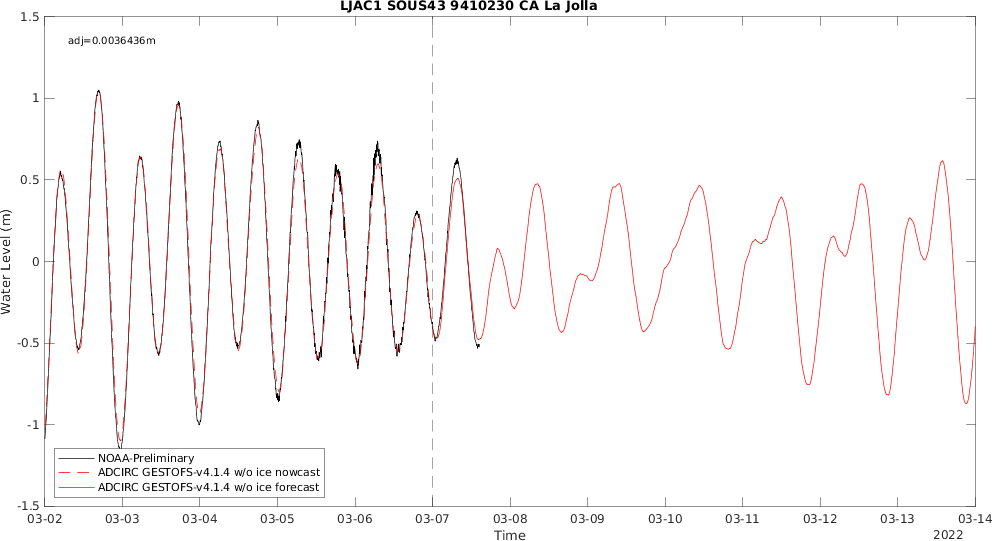 LJAC1 SOUS43 9410230 CA La Jolla
adj=0.0036436m
1.5
1
0.5
0
-0.5
-1
-1.5
Water Level (m)
NOAA-Preliminary
ADCIRC GESTOFS-v4.1.4 w/o ice nowcast
ADCIRC GESTOFS-v4.1.4 w/o ice forecast
03-02 03-03 03-04 03-05 03-06 03-07 03-08 03-09 03-10 03-11 03-12 03-13 03-14
Time
2022